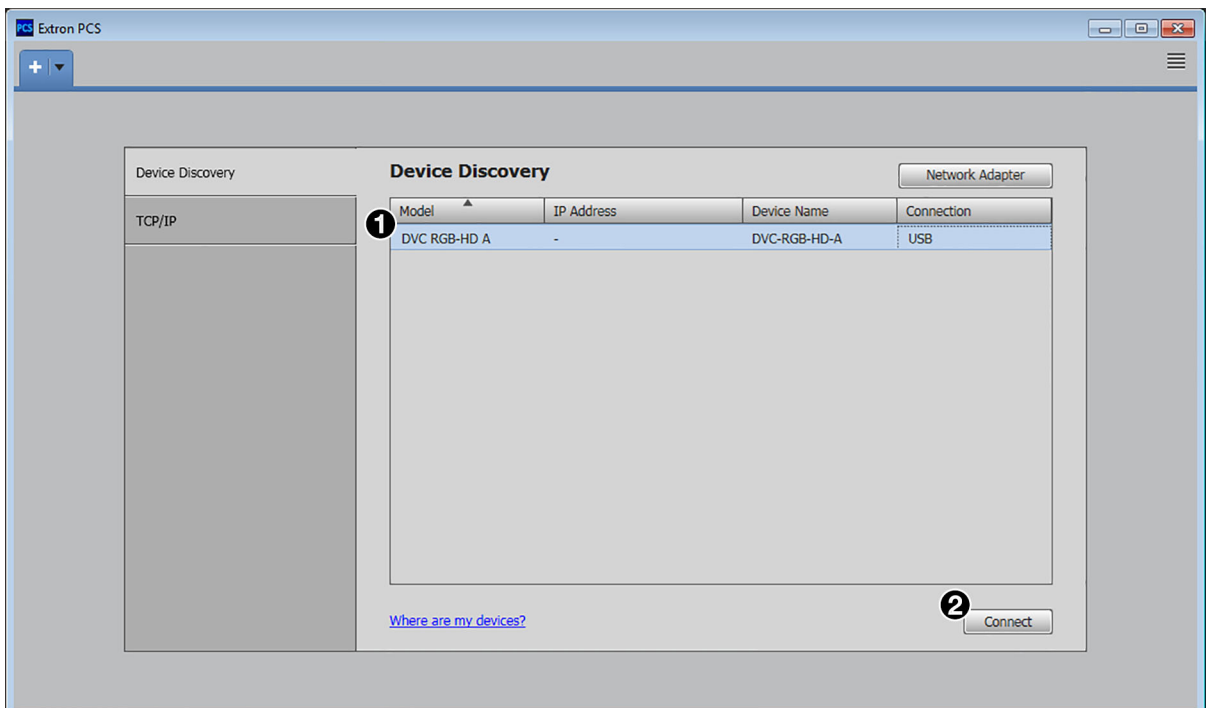 PCS Extron PCS
+
Device Discovery
TCP/IP
Device Discovery
Network Adapter
Model IP Address Device Name Connection
1
DVC RGB-HD A - DVC-RGB-HD-A USB
Where are my devices?
2
Connect